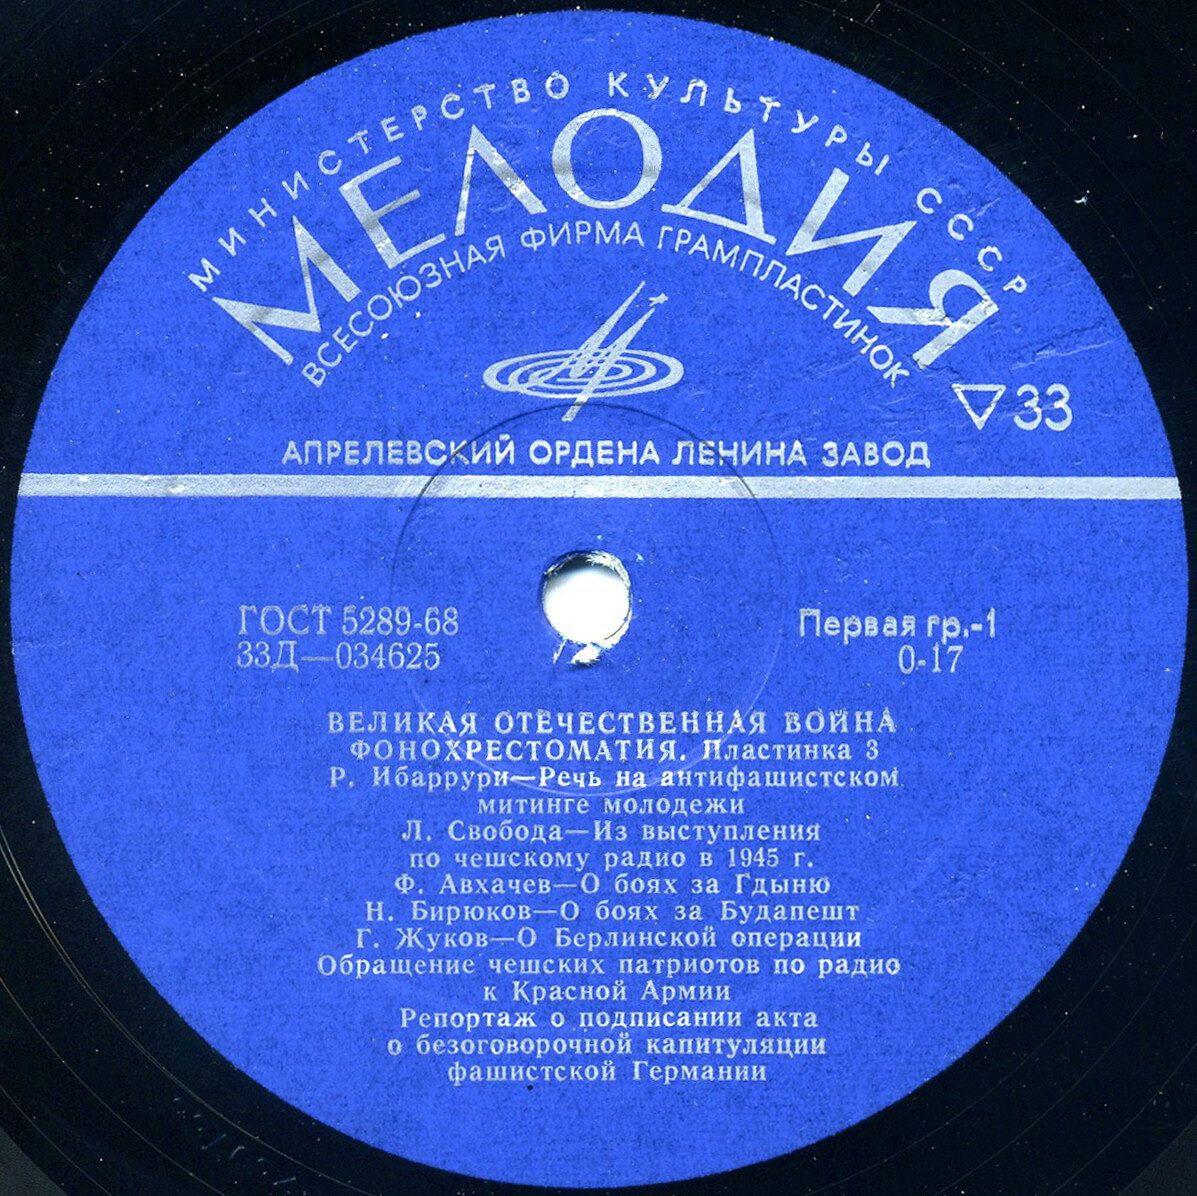 МИНИСТЕРСТВО КУЛЬТУРЫ СССР
МЕЛОДИЯ
ВСЕСОЮЗНАЯ ФИРМА ГРАМПЛАСТИНОК
33
АПРЕЛЕВСКИЙ ОРДЕНА ЛЕНИНА ЗАВОД
ГОСТ 5289-68
33Д—034625
Первая гр.-1
0-17
ВЕЛИКАЯ ОТЕЧЕСТВЕННАЯ ВОЙНА
ФОНОХРЕСТОМАТИЯ. Пластинка 3
Р. Ибаррури—Речь на антифашистском
митинге молодежи
Л. Свобода—Из выступления
по чешскому радио в 1945 г.
Ф. Авхачев—О боях за Гдыню
Н. Бирюков—О боях за Будапешт
Г. Жуков—О Берлинской операции
Обращение чешских патриотов по радио
к Красной Армии
Репортаж о подписании акта
о безоговорочной капитуляции
фашистской Германии